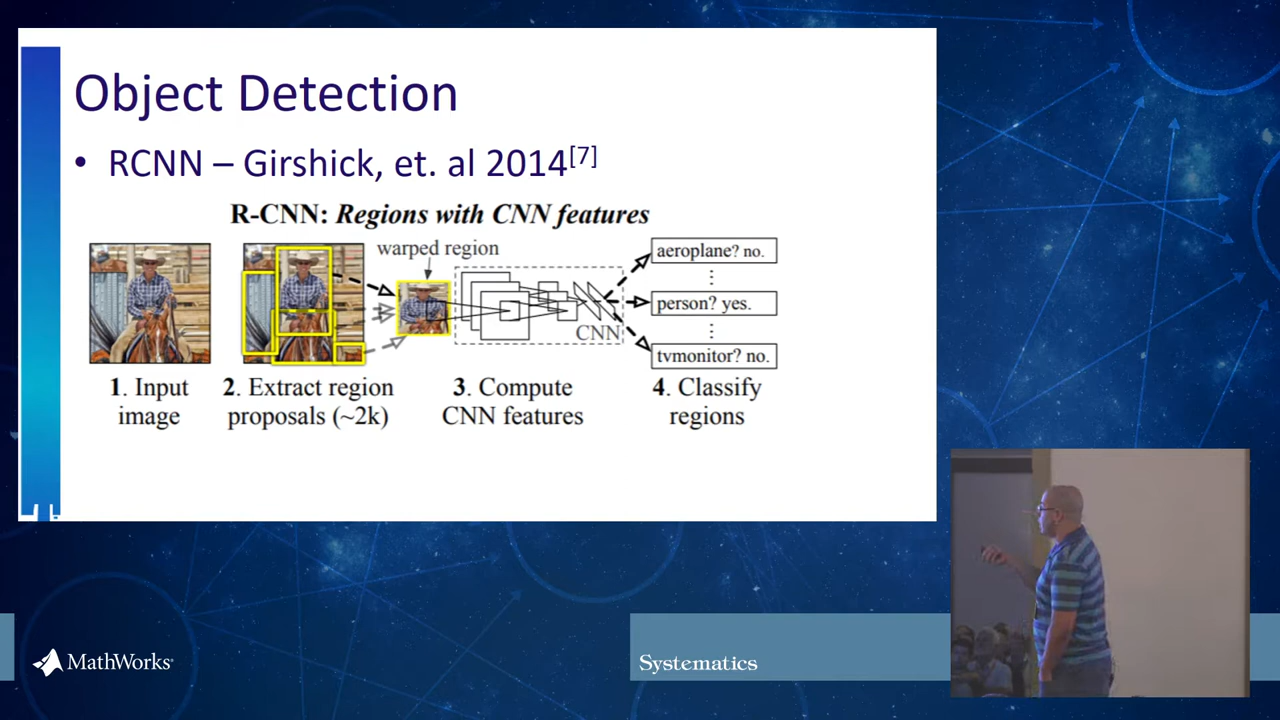 Object Detection
• RCNN – Girshick, et. al 2014[7]
R-CNN: Regions with CNN features
warped region
aeroplane? no.
⋮
person? yes.
⋮
tvmonitor? no.
CNN
1. Input
image
2. Extract region
proposals (~2k)
3. Compute
CNN features
4. Classify
regions
MathWorks®
Systematics